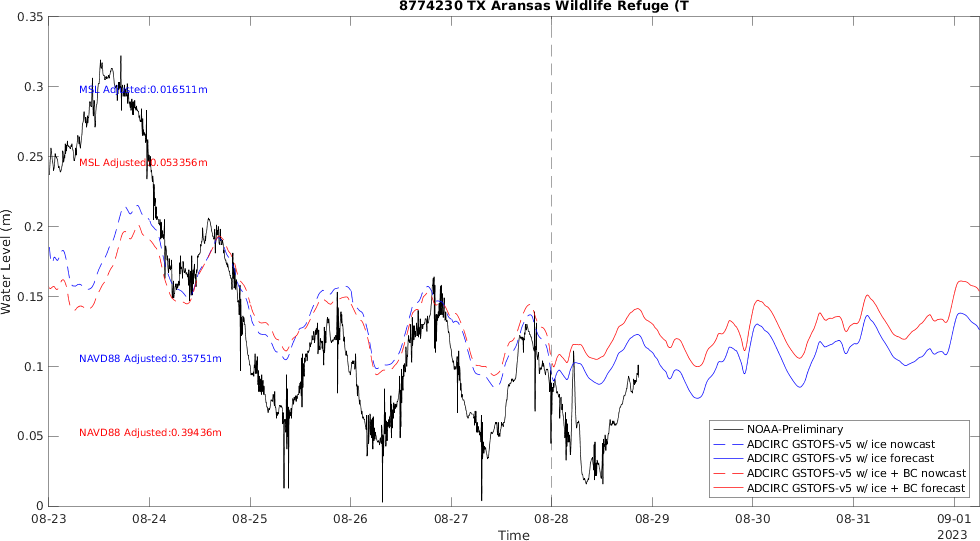 8774230 TX Aransas Wildlife Refuge (T
Water Level (m)
0.35
0.3
0.25
0.2
0.15
0.1
0.05
0
MSL Adjusted:0.016511m
MSL Adjusted:0.053356m
NAVD88 Adjusted:0.35751m
NAVD88 Adjusted:0.39436m
NOAA-Preliminary
ADCIRC GSTOFS-v5 w/ ice nowcast
ADCIRC GSTOFS-v5 w/ ice forecast
ADCIRC GSTOFS-v5 w/ ice + BC nowcast
ADCIRC GSTOFS-v5 w/ ice + BC forecast
08-23 08-24 08-25 08-26 08-27 08-28 08-29 08-30 08-31 09-01
Time
2023